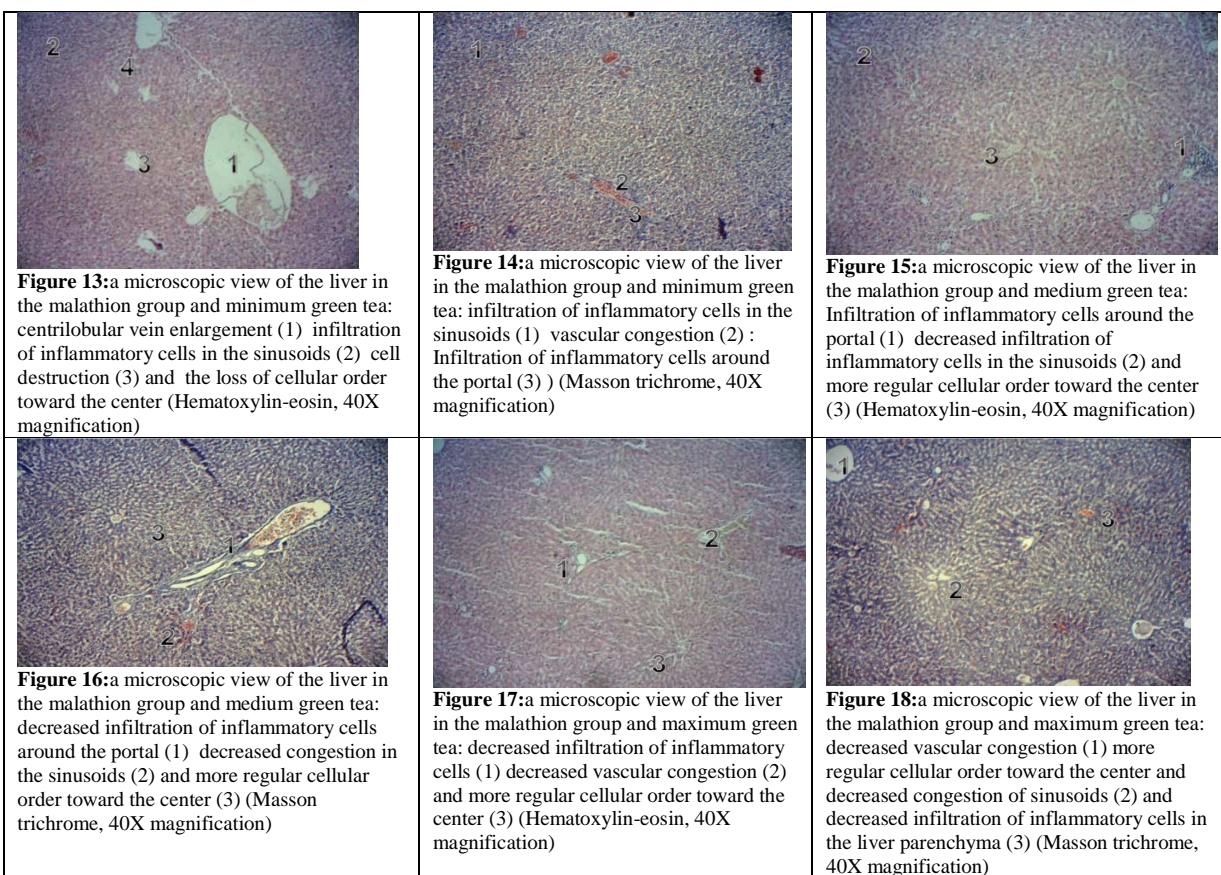 2
4
3
1
Figure 13:a microscopic view of the liver in
the malathion group and minimum green tea:
centrilobular vein enlargement (1) infiltration
of inflammatory cells in the sinusoids (2) cell
destruction (3) and the loss of cellular order
toward the center (Hematoxylin-eosin, 40X
magnification)
1
2
3
Figure 14:a microscopic view of the liver
in the malathion group and minimum green
tea: infiltration of inflammatory cells in the
sinusoids (1) vascular congestion (2) :
Infiltration of inflammatory cells around
the portal (3) ) (Masson trichrome, 40X
magnification)
2
1
3
Figure 15:a microscopic view of the liver in
the malathion group and medium green tea:
Infiltration of inflammatory cells around the
portal (1) decreased infiltration of
inflammatory cells in the sinusoids (2) and
more regular cellular order toward the center
(3) (Hematoxylin-eosin, 40X magnification)
3
1
2
Figure 16:a microscopic view of the liver in
the malathion group and medium green tea:
decreased infiltration of inflammatory cells
around the portal (1) decreased congestion in
the sinusoids (2) and more regular cellular
order toward the center (3) (Masson
trichrome, 40X magnification)
2
1
3
Figure 17:a microscopic view of the liver
in the malathion group and maximum green
tea: decreased infiltration of inflammatory
cells (1) decreased vascular congestion (2)
and more regular cellular order toward the
center (3) (Hematoxylin-eosin, 40X
magnification)
1
3
2
Figure 18:a microscopic view of the liver in
the malathion group and maximum green tea:
decreased vascular congestion (1) more
regular cellular order toward the center and
decreased congestion of sinusoids (2) and
decreased infiltration of inflammatory cells in
the liver parenchyma (3) (Masson trichrome,
40X magnification)